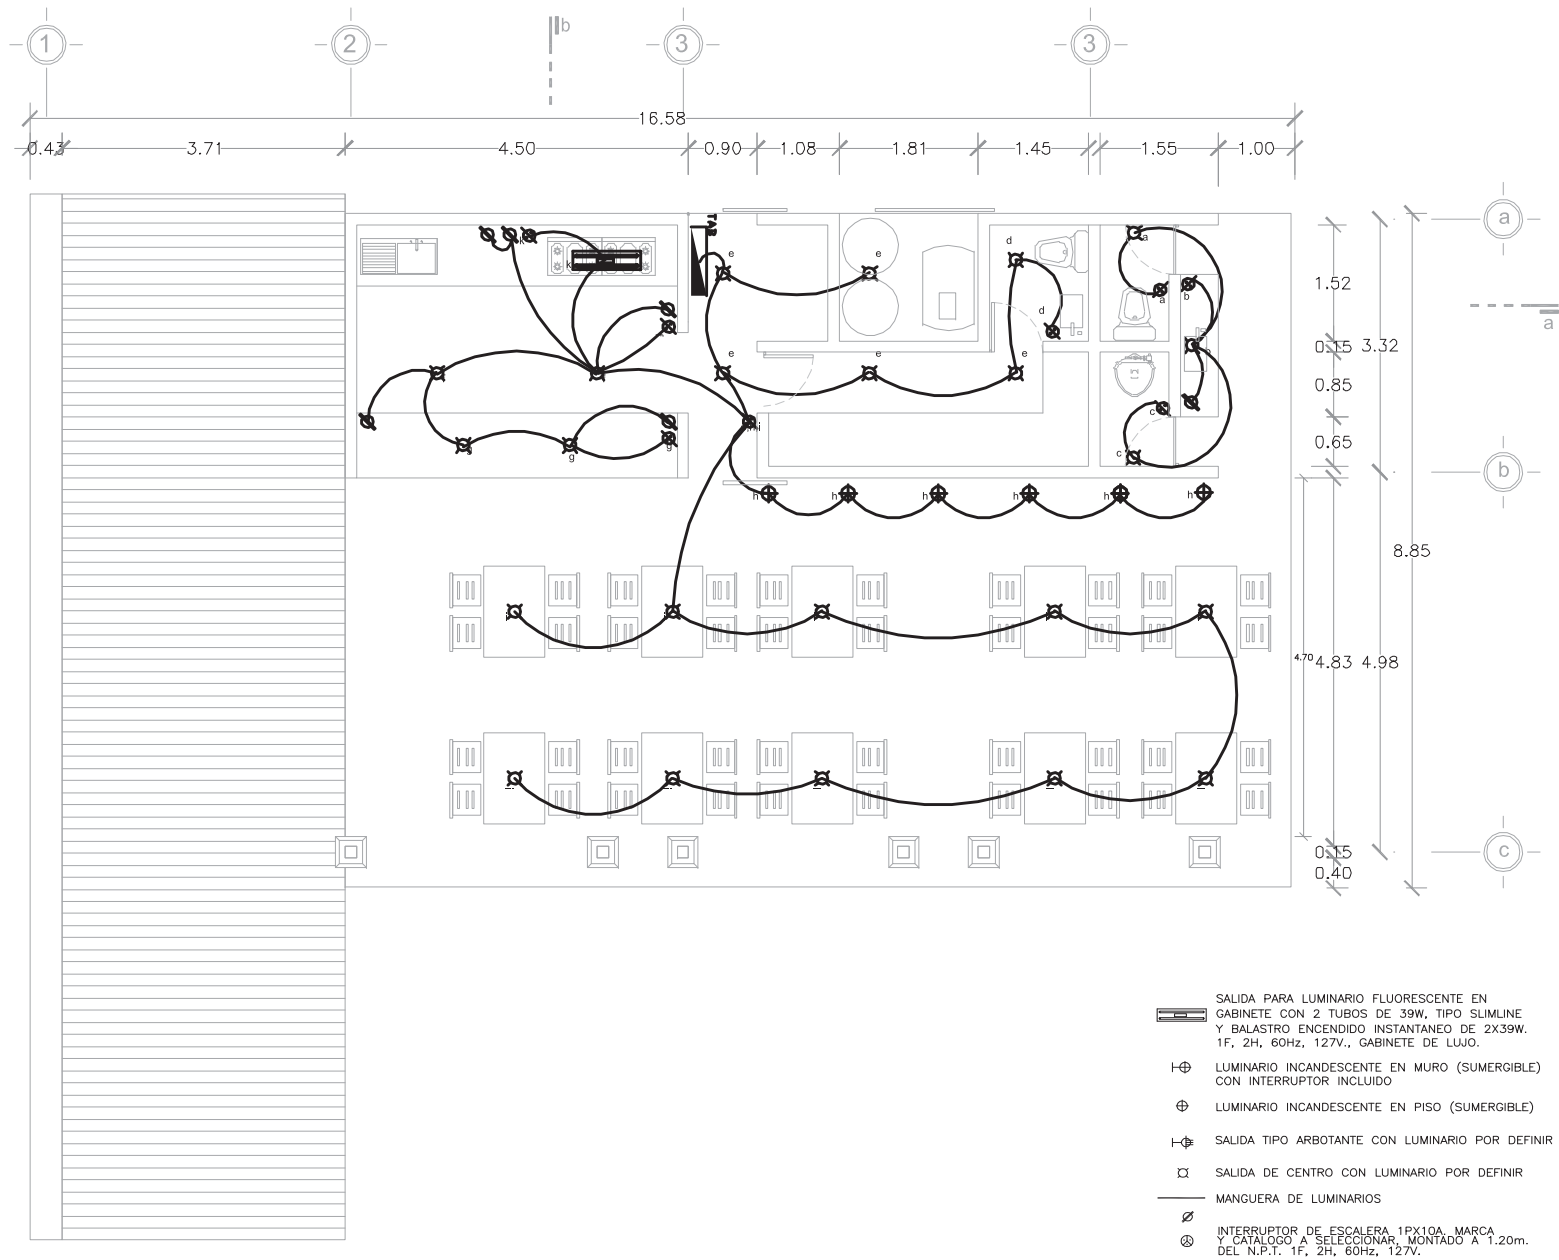 1
2
b
3
3
16.58
0.43
3.71
4.50
0.90
1.08
1.81
1.45
1.55
1.00
a
TAB
k
k
e
e
d
a
a
b
1.52
a
d
0.15
3.32
e
e
e
0.85
c
i
g
g
g
c
0.65
b
h
h
h
h
h
h
8.85
4.70
4.83
4.98
0.15
c
0.40
SALIDA PARA LUMINARIO FLUORESCENTE EN
GABINETE CON 2 TUBOS DE 39W, TIPO SLIMLINE
Y BALASTRO ENCENDIDO INSTANTANEO DE 2X39W.
1F, 2H, 60Hz, 127V., GABINETE DE LUJO.
LUMINARIO INCANDESCENTE EN MURO (SUMERGIBLE)
CON INTERRUPTOR INCLUIDO
LUMINARIO INCANDESCENTE EN PISO (SUMERGIBLE)
SALIDA TIPO ARBOTANTE CON LUMINARIO POR DEFINIR
SALIDA DE CENTRO CON LUMINARIO POR DEFINIR
MANGUERA DE LUMINARIOS
INTERRUPTOR DE ESCALERA 1PX10A. MARCA
Y CATALOGO A SELECCIONAR, MONTADO A 1.20m.
DEL N.P.T. 1F, 2H, 60Hz, 127V.